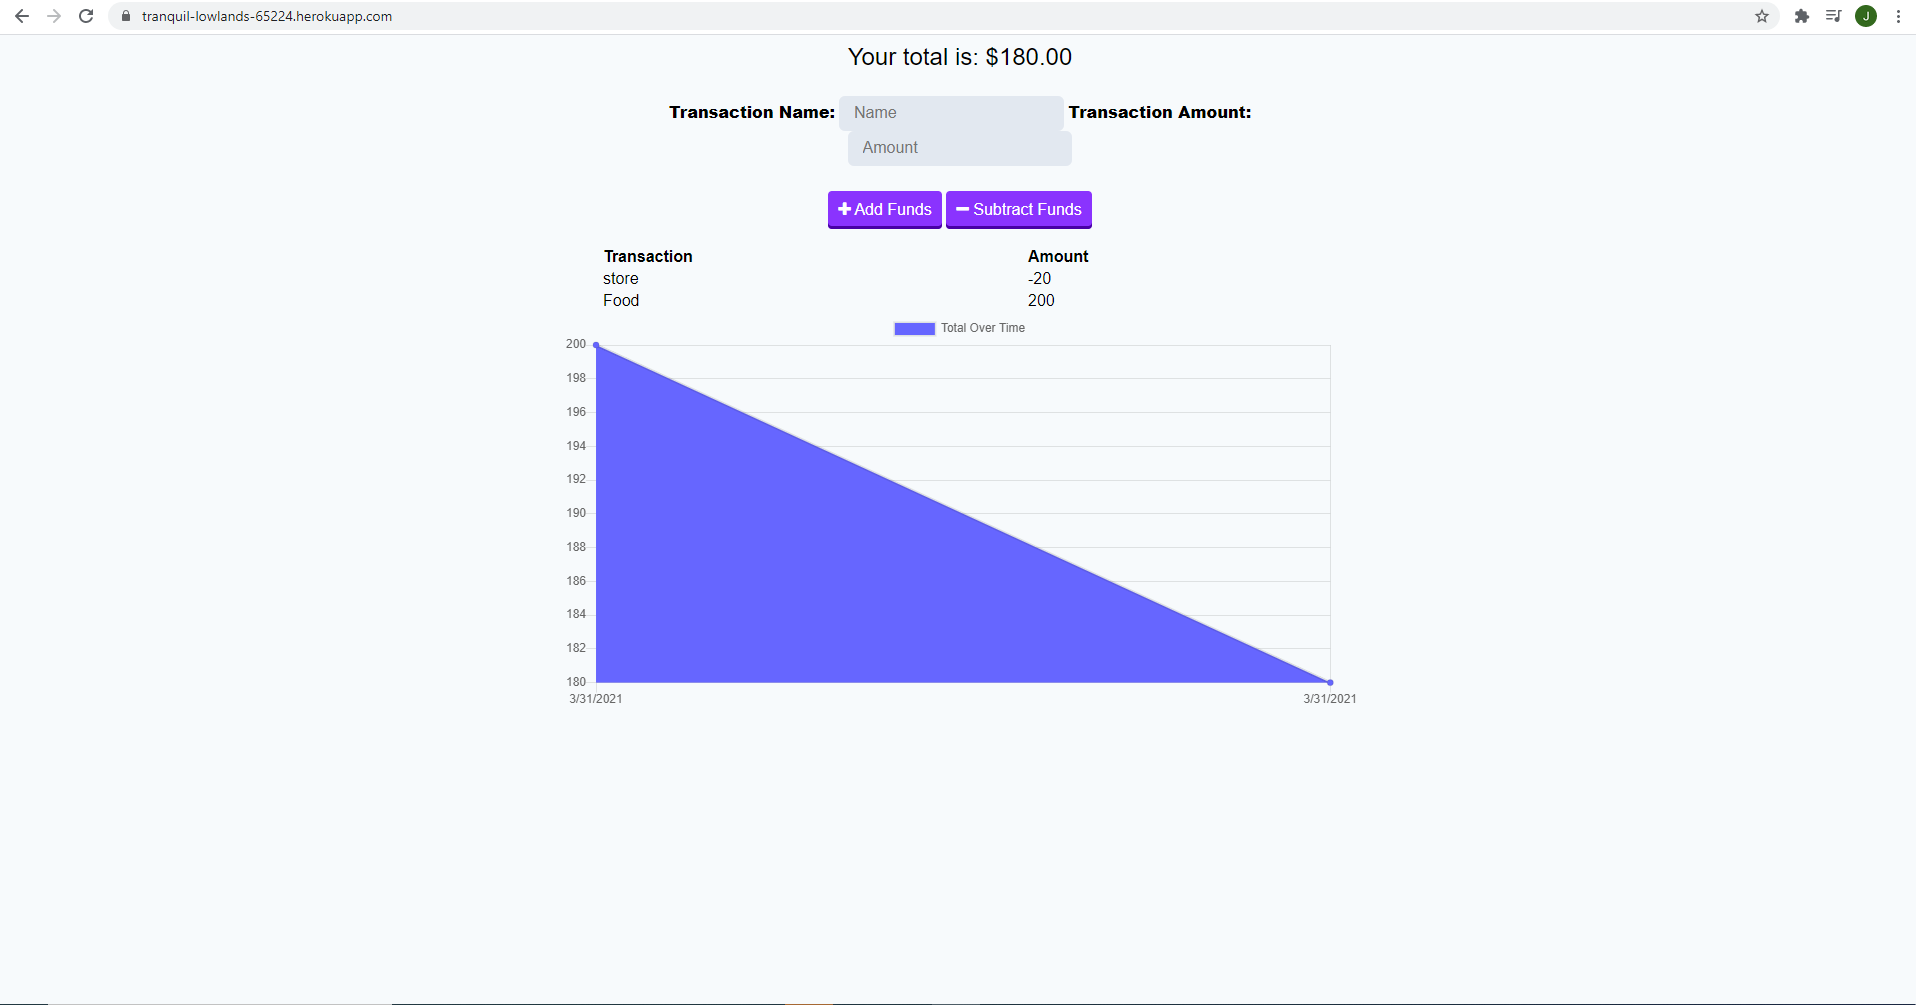 tranquil-lowlands-65224.herokuapp.com
J
Your total is: $180.00
Transaction Name: Name Transaction Amount:
Amount
Add Funds Subtract Funds
Transaction Amount
store -20
Food 200
Total Over Time
200
198
196
194
192
190
188
186
184
182
180
3/31/2021 3/31/2021